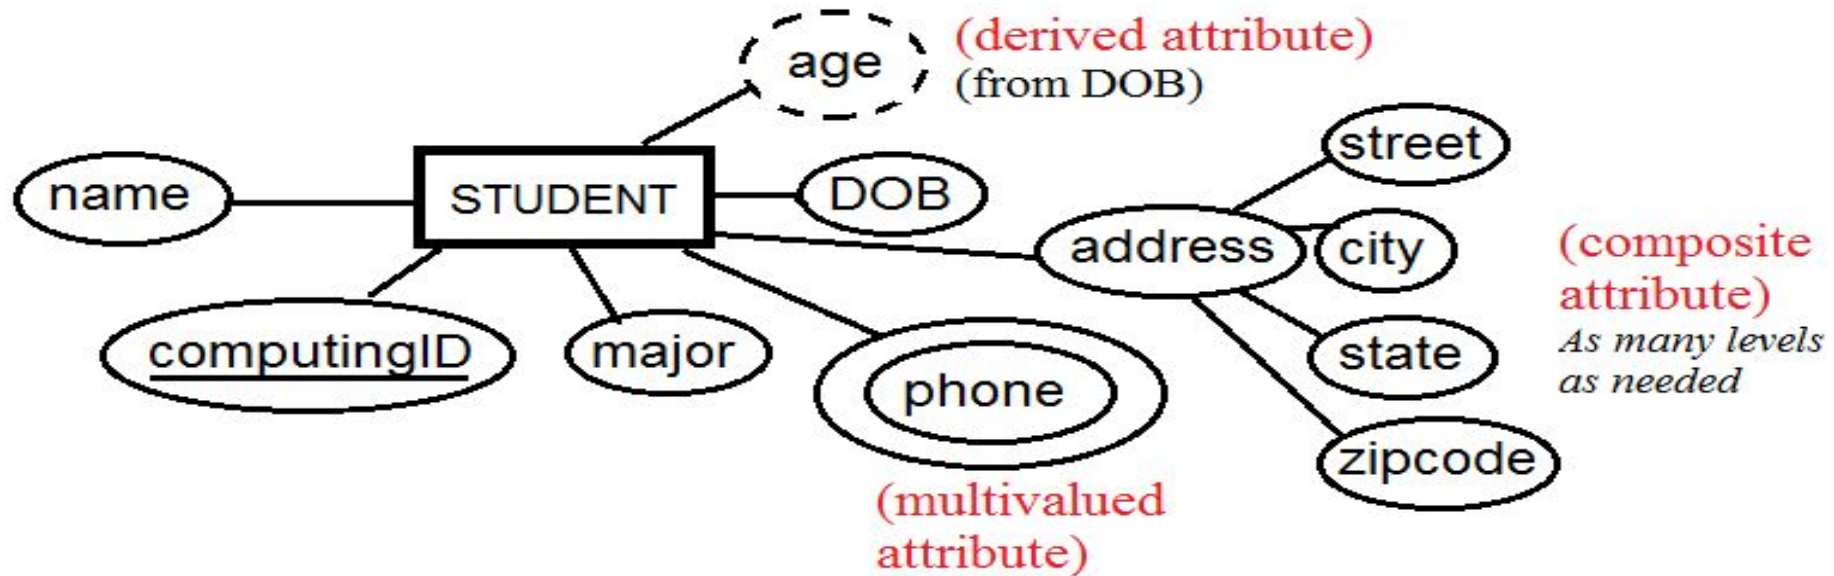 age
(derived attribute)
(from DOB)
name
STUDENT
DOB
address
street
city
state
zipcode
(composite
attribute)
As many levels
as needed
computingID
major
phone
(multivalued
attribute)